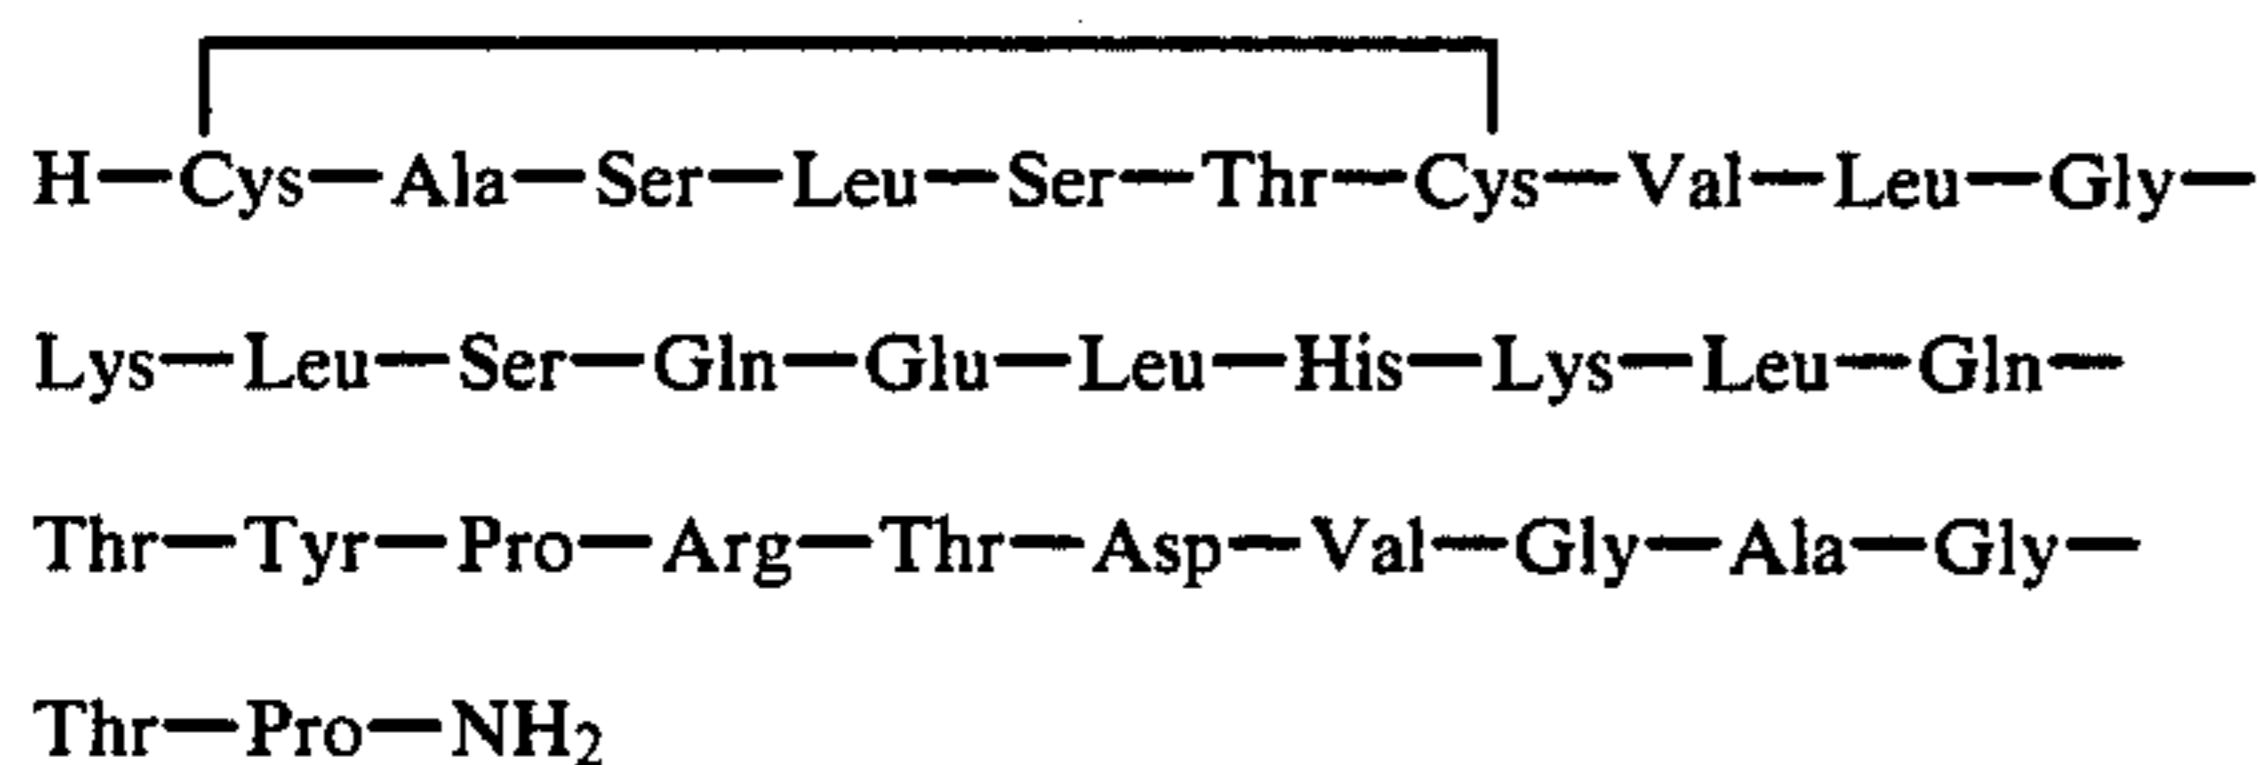 H—Cys—Ala—Ser—Leu—Ser—Thr—Cys—Val—Leu—Gly—
Lys—Leu—Ser—Gln—Glu—Leu—His—Lys—Leu—Gln—
Thr—Tyr—Pro—Arg—Thr—Asp—Val—Gly—Ala—Gly—
Thr—Pro—NH₂